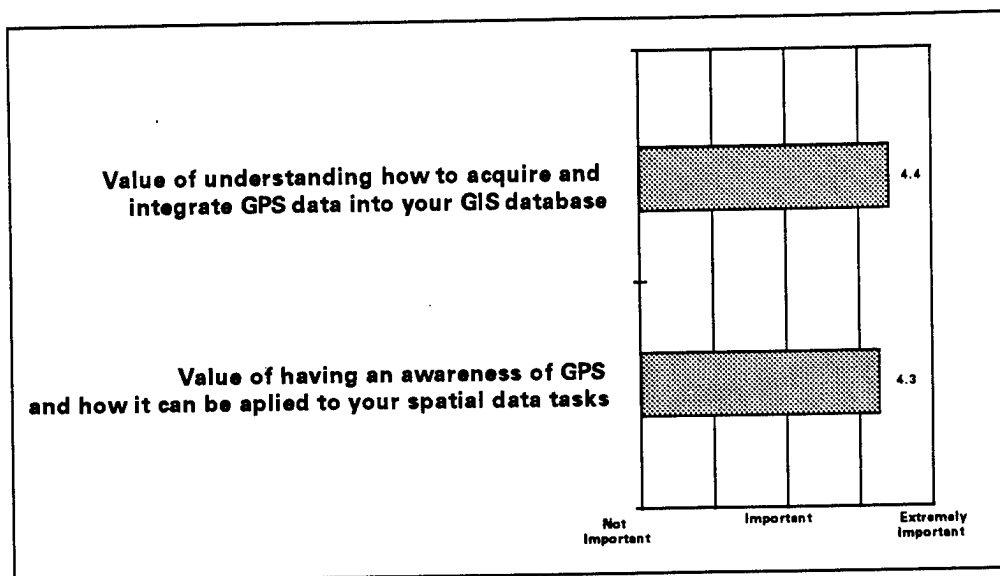 Value of understanding how to acquire and
integrate GPS data into your GIS database
4.4
Value of having an awareness of GPS
and how it can be aplied to your spatial data tasks
4.3
Not
Important
Important
Extremely
Important